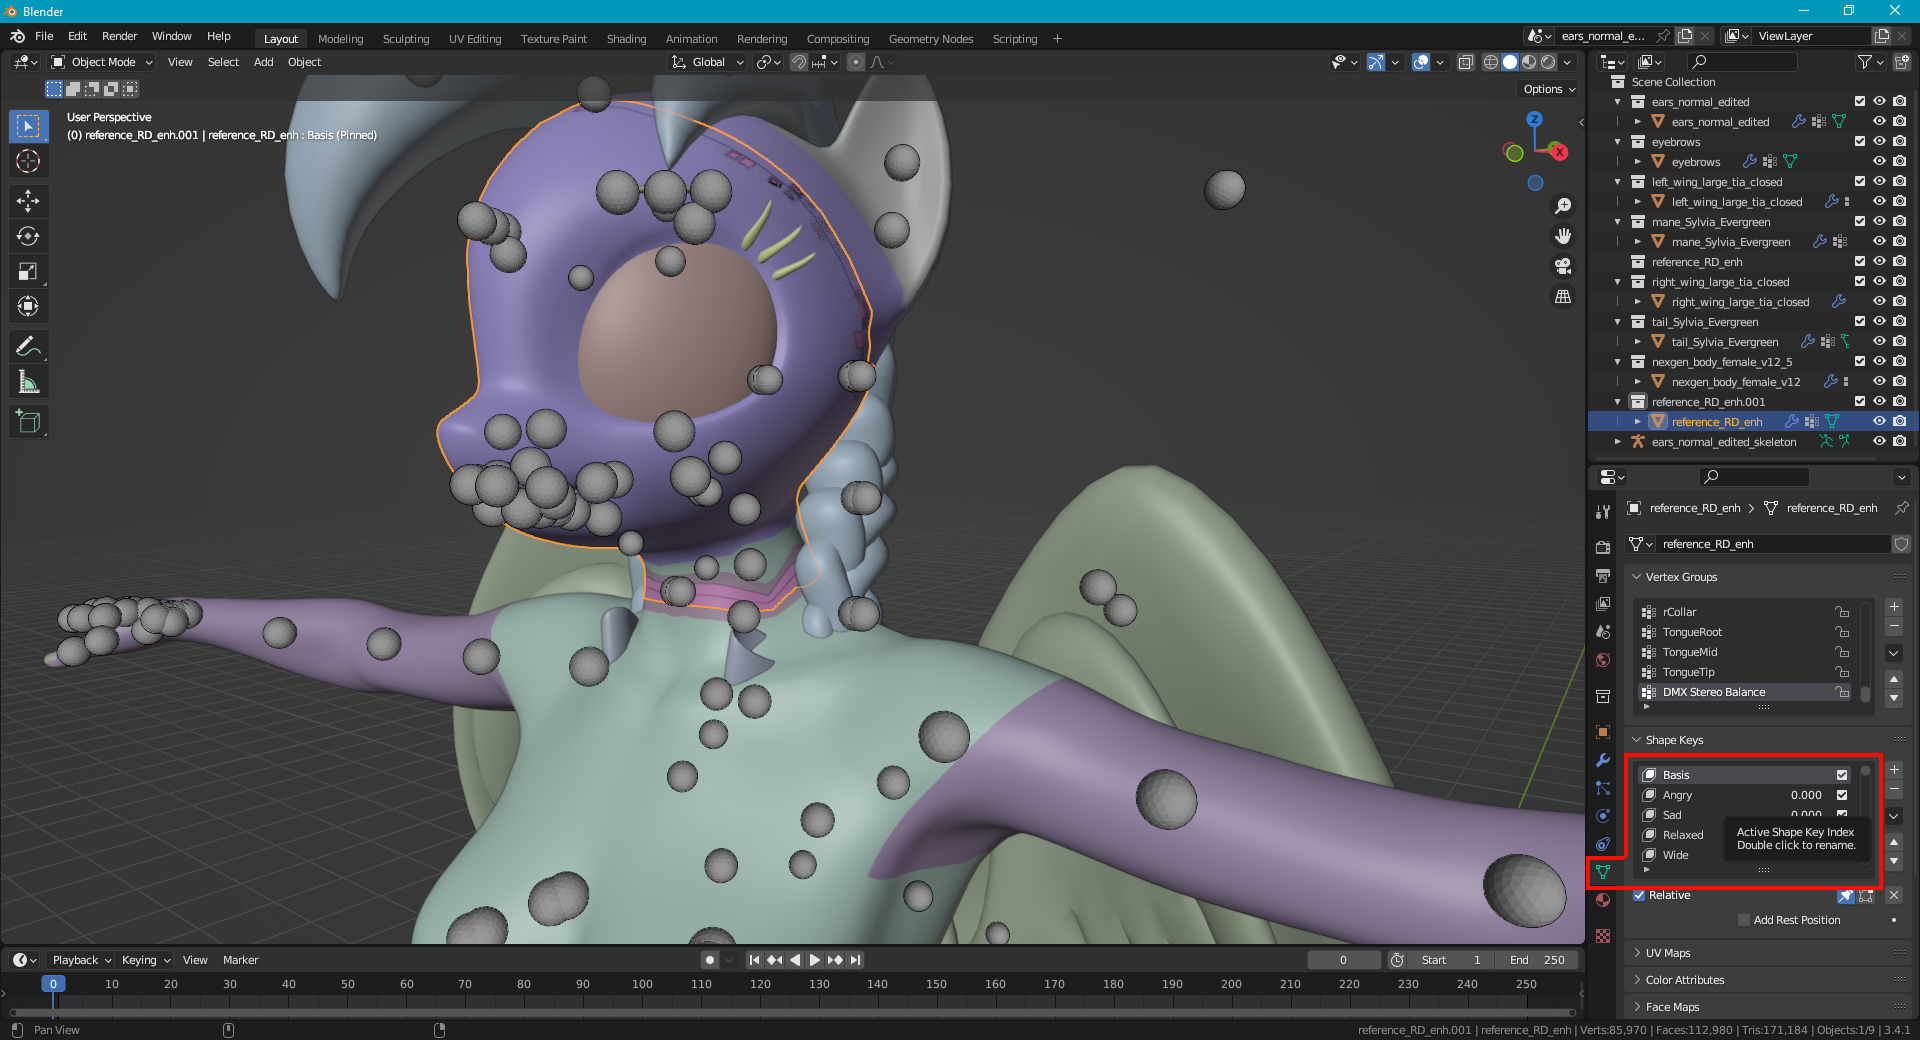 Blender
File Edit Render Window Help
Layout Modeling Sculpting UV Editing Texture Paint Shading Animation Rendering Compositing Geometry Nodes Scripting +
ears_normal_e... ViewLayer
Object Mode View Select Add Object
Global
Options
User Perspective
(0) reference_RD_enh.001 | reference_RD_enh : Basis (Pinned)
Z
X
Scene Collection
ears_normal_edited
ears_normal_edited
eyebrows
eyebrows
left_wing_large_tia_closed
left_wing_large_tia_closed
mane_Sylvia_Evergreen
mane_Sylvia_Evergreen
reference_RD_enh
right_wing_large_tia_closed
right_wing_large_tia_closed
tail_Sylvia_Evergreen
tail_Sylvia_Evergreen
nexgen_body_female_v12_5
nexgen_body_female_v12
reference_RD_enh.001
reference_RD_enh
ears_normal_edited_skeleton
reference_RD_enh > reference_RD_enh
reference_RD_enh
Vertex Groups
rCollar
TongueRoot
TongueMid
TongueTip
DMX Stereo Balance
Shape Keys
Basis
Angry 0.000
Sad 0.000
Relaxed
Wide
Active Shape Key Index
Double click to rename.
Relative
Add Rest Position
UV Maps
Color Attributes
Face Maps
Playback Keying View Marker
0 Start 1 End 250
0 10 20 30 40 50 60 70 80 90 100 110 120 130 140 150 160 170 180 190 200 210 220 230 240 250
Pan View
reference_RD_enh.001 | reference_RD_enh | Verts:85,970 | Faces:112,980 | Tris:171,184 | Objects:1/9 | 3.4.1